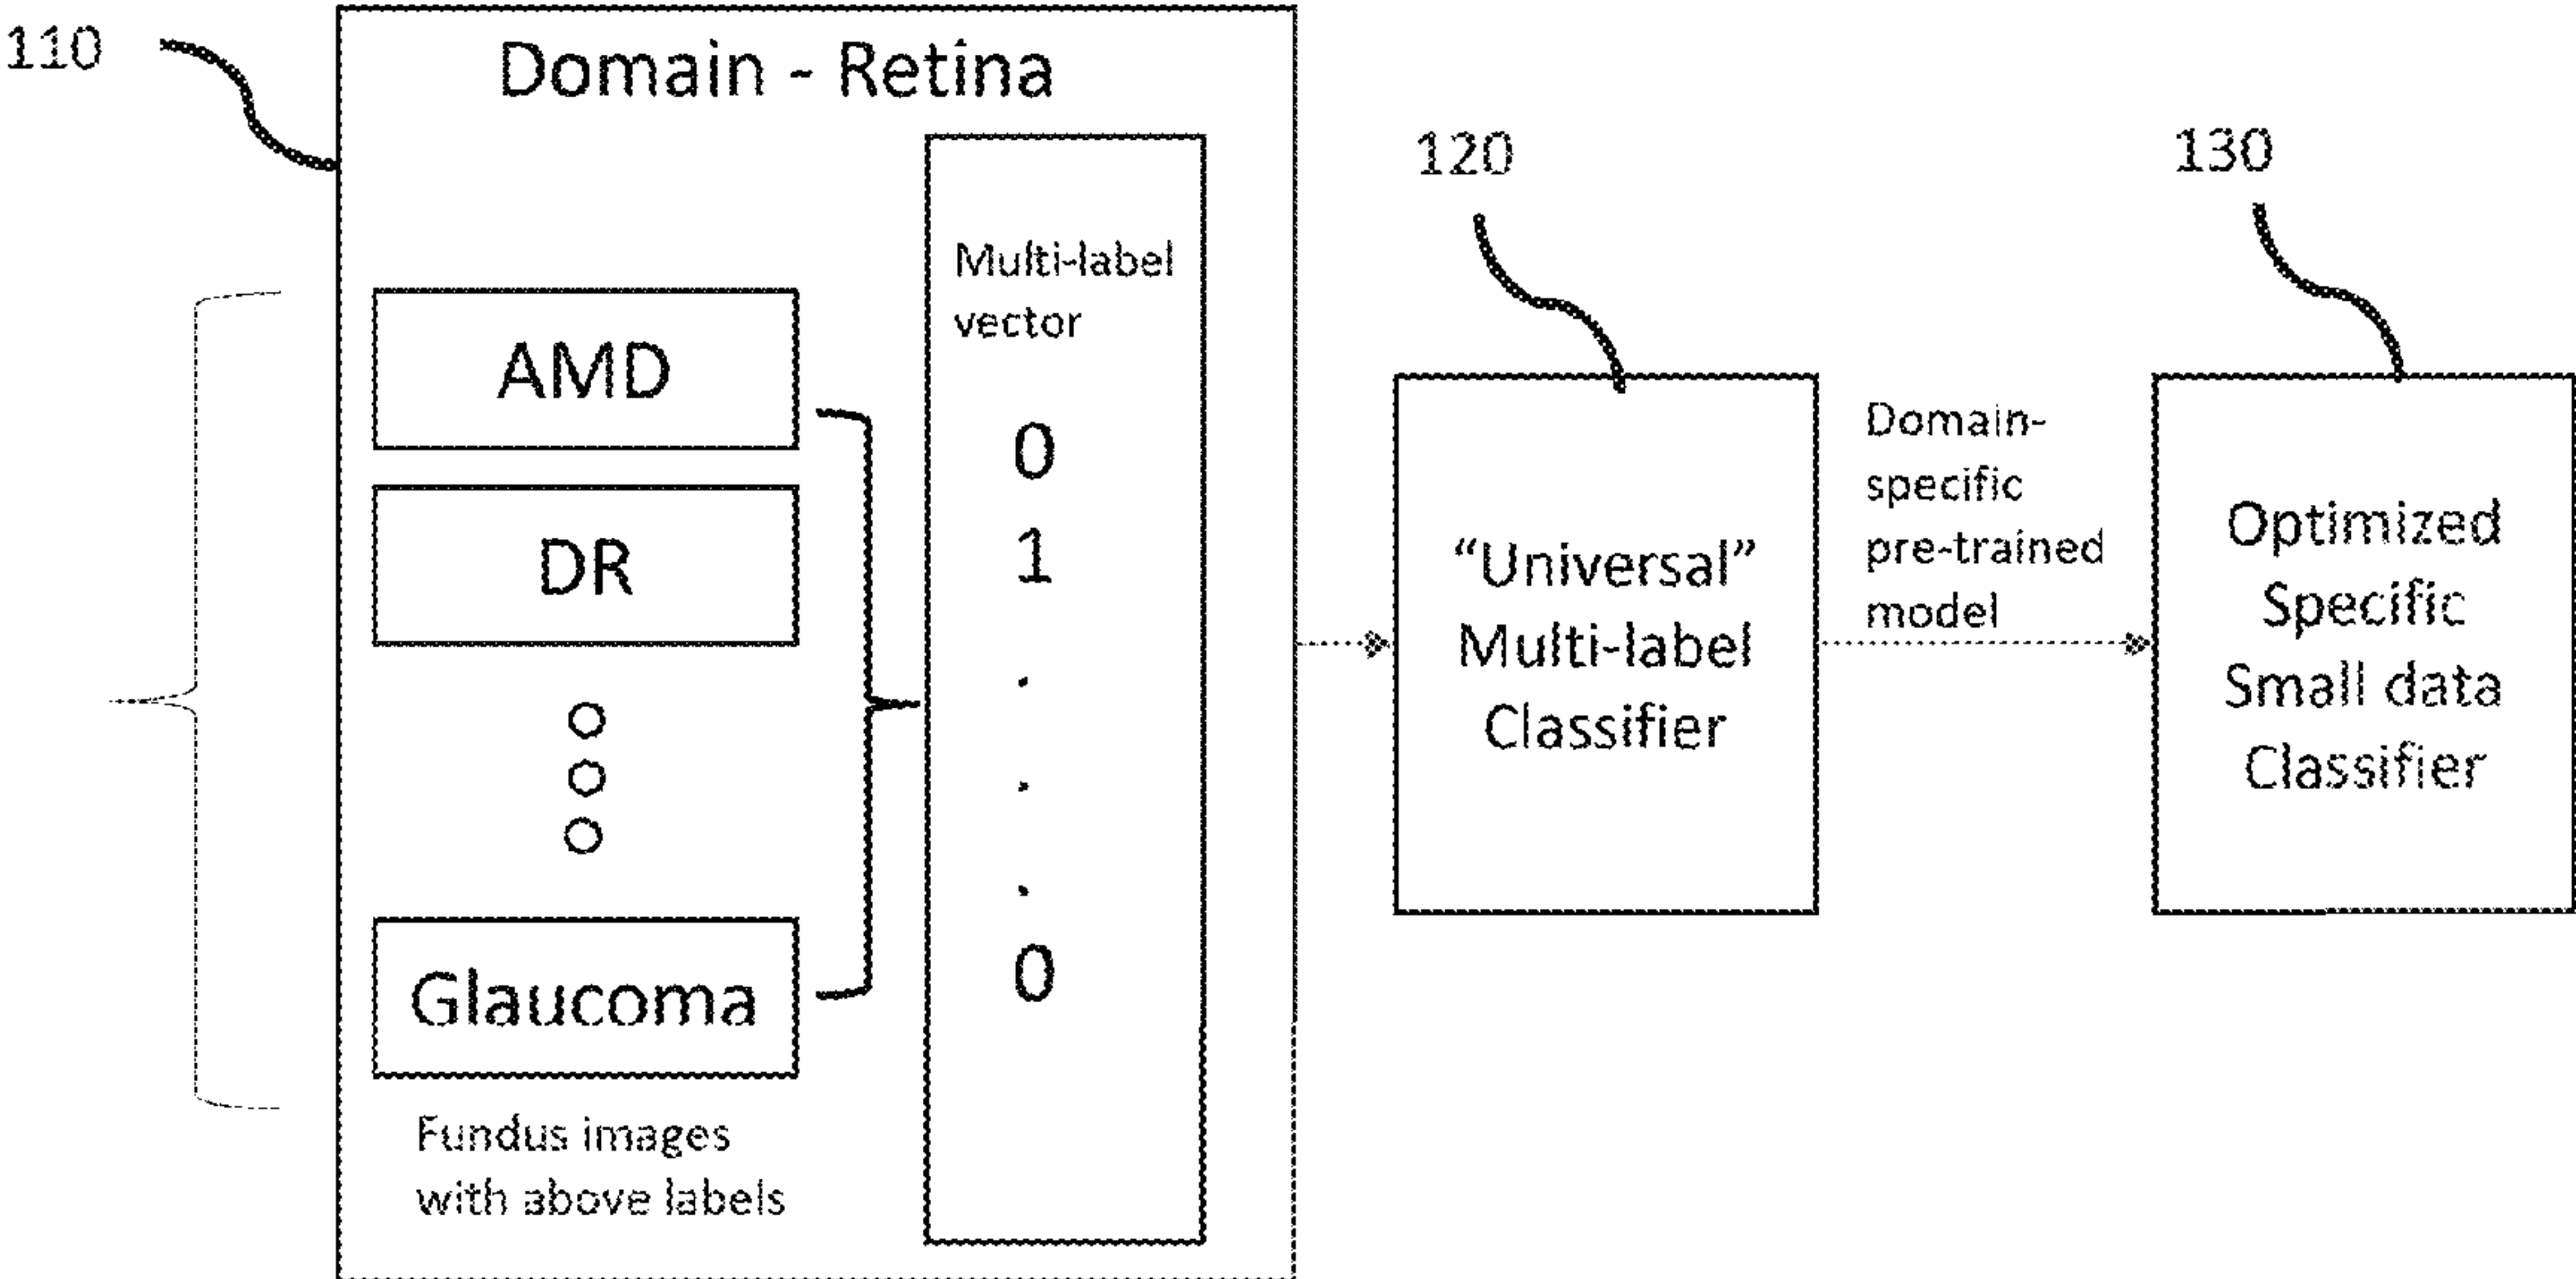 110
Domain - Retina
AMD
DR
Glaucoma
Fundus images
with above labels
Multi-label
vector
0
1
.
.
.
0
120
“Universal”
Multi-label
Classifier
Domain-
specific
pre-trained
model
130
Optimized
Specific
Small data
Classifier